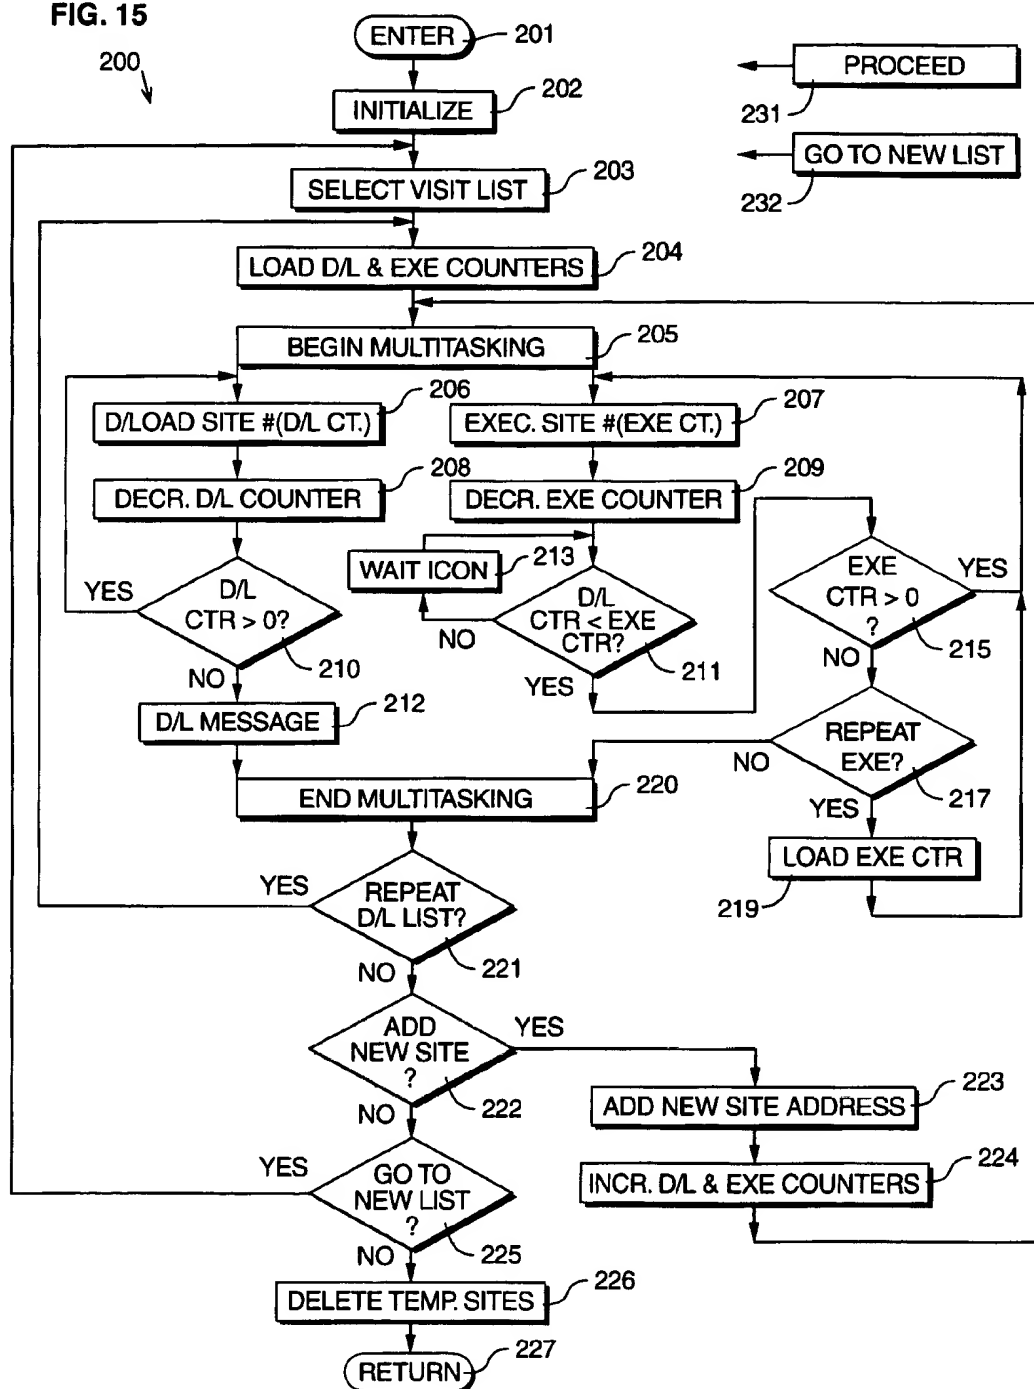 FIG. 15
200
ENTER
201
INITIALIZE
202
PROCEED
231
GO TO NEW LIST
232
SELECT VISIT LIST
203
LOAD D/L & EXE COUNTERS
204
BEGIN MULTITASKING
205
D/LOAD SITE #(D/L CT.)
206
EXEC. SITE #(EXE CT.)
207
DECR. D/L COUNTER
208
DECR. EXE COUNTER
209
WAIT ICON
213
D/L
CTR > 0?
YES
210
NO
D/L
CTR < EXE
CTR?
NO
211
YES
EXE
CTR > 0
?
YES
215
NO
D/L MESSAGE
212
REPEAT
EXE?
NO
217
YES
END MULTITASKING
220
LOAD EXE CTR
219
REPEAT
D/L LIST?
YES
221
NO
ADD
NEW SITE
?
YES
222
NO
ADD NEW SITE ADDRESS
223
INCR. D/L & EXE COUNTERS
224
GO TO
NEW LIST
?
YES
225
NO
DELETE TEMP. SITES
226
RETURN
227